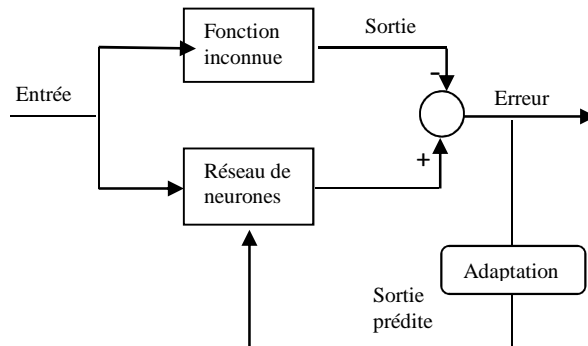 Fonction
inconnue
Sortie
-
Entrée
Erreur
+
Réseau de
neurones
Adaptation
Sortie
prédite